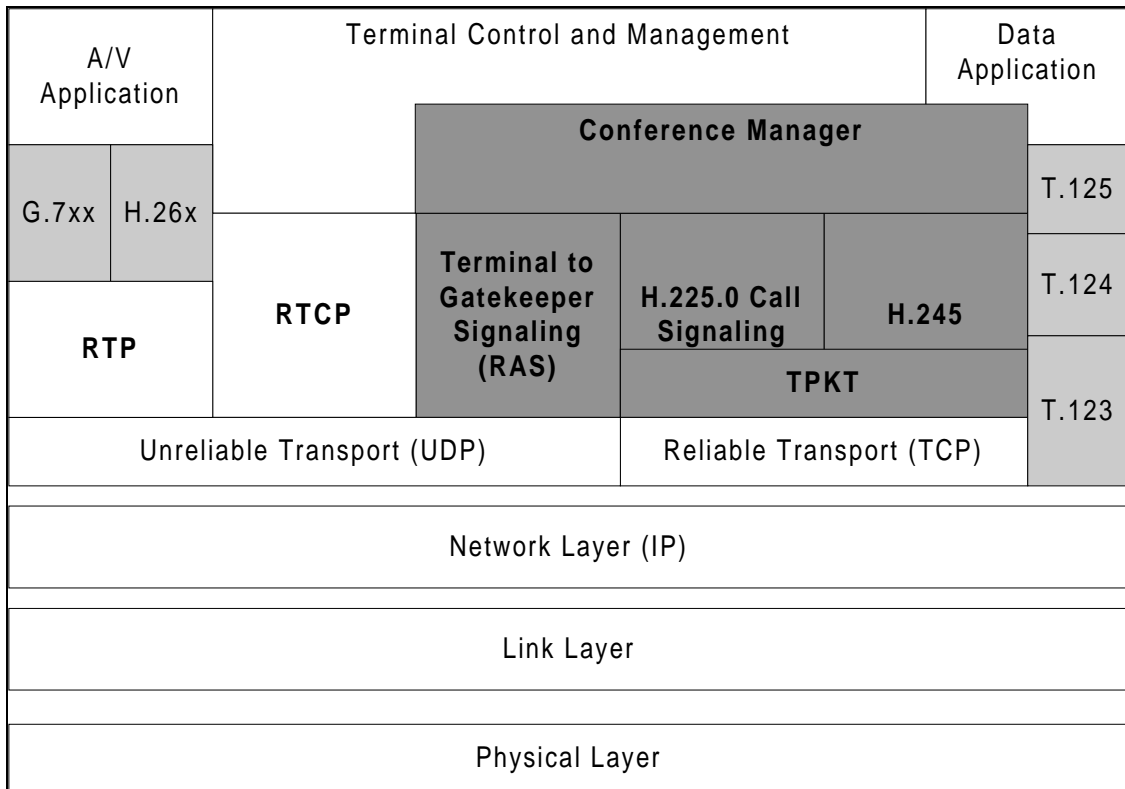 A/V
Application
Terminal Control and Management
Data
Application
Conference Manager
G.7xx
H.26x
T.125
RTP
RTCP
Terminal to
Gatekeeper
Signaling
(RAS)
H.225.0 Call
Signaling
H.245
T.124
TPKT
T.123
Unreliable Transport (UDP)
Reliable Transport (TCP)
Network Layer (IP)
Link Layer
Physical Layer